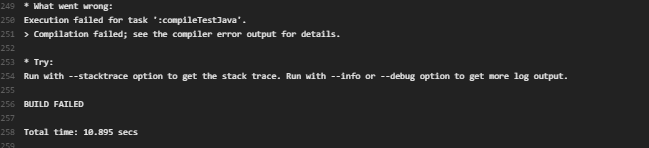 249 * What went wrong:
250 Execution failed for task ':compileTestJava'.
251 > Compilation failed; see the compiler error output for details.
252
253 * Try:
254 Run with --stacktrace option to get the stack trace. Run with --info or --debug option to get more log output.
255
256 BUILD FAILED
257
258 Total time: 10.895 secs
259